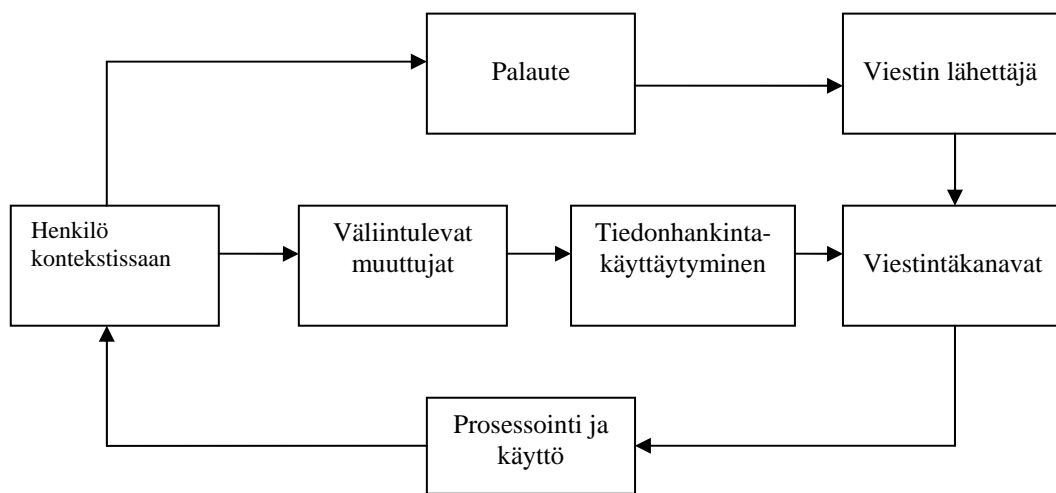 Palaute
Viestin lähettäjä
Henkilö
kontekstissaan
Väliintulevat
muuttujat
Tiedonhankinta-
käyttäytyminen
Viestintäkanavat
Prosessointi ja
käyttö